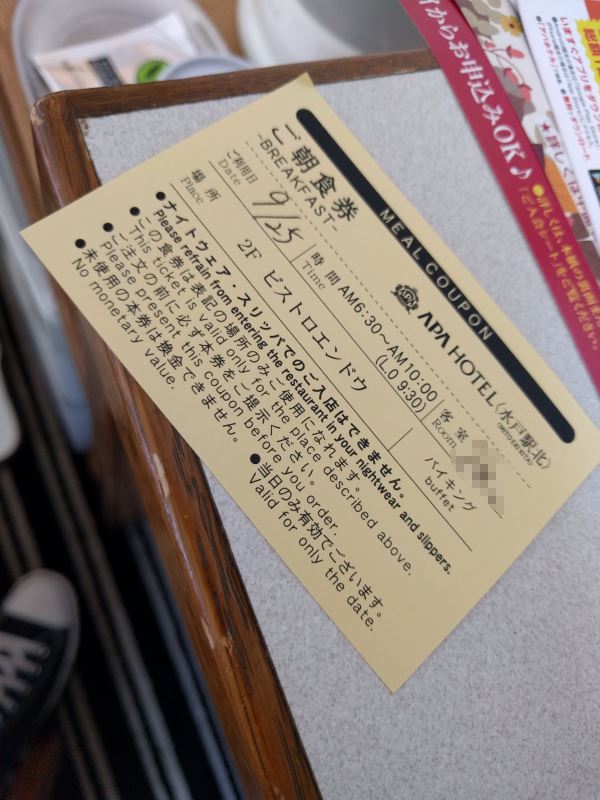 MEAL COUPON
ご朝食券
-BREAKFAST-
APA HOTEL〈水戸駅北〉
ご利用日
Date
9/25
時間 AM6:30～AM10:00
Time
(L.O 9:30)
客室
Room
場所
Place
2F ビストロエンドウ
バイキング
buffet
●ナイトウェア・スリッパでのご入店はできません。
Please refrain from entering the restaurant in your nightwear and slippers.
●この食券は表記の場所のみご使用になれます。
This ticket is valid only for the place described above.
●ご注文の前に必ず本券をご提示ください。
Please present this coupon before you order.
●未使用の本券は換金できません。
No monetary value.
●当日のみ有効でございます。
Valid for only the date.
からお申込みOK♪